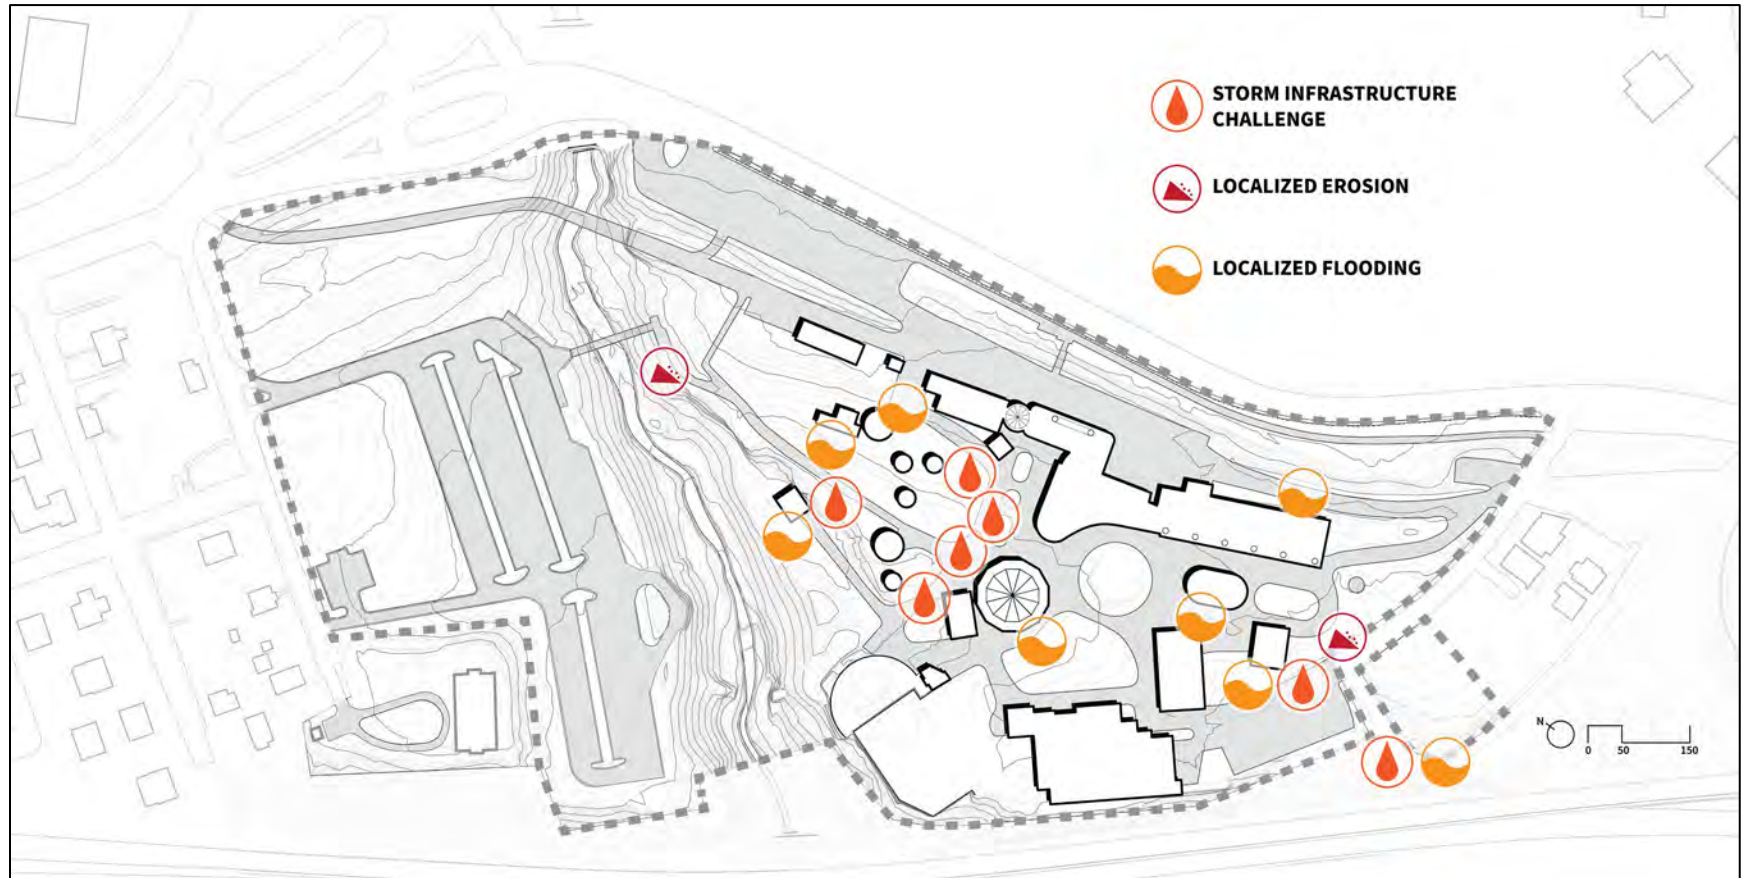 STORM INFRASTRUCTURE
CHALLENGE
LOCALIZED EROSION
LOCALIZED FLOODING
N
0 50 150